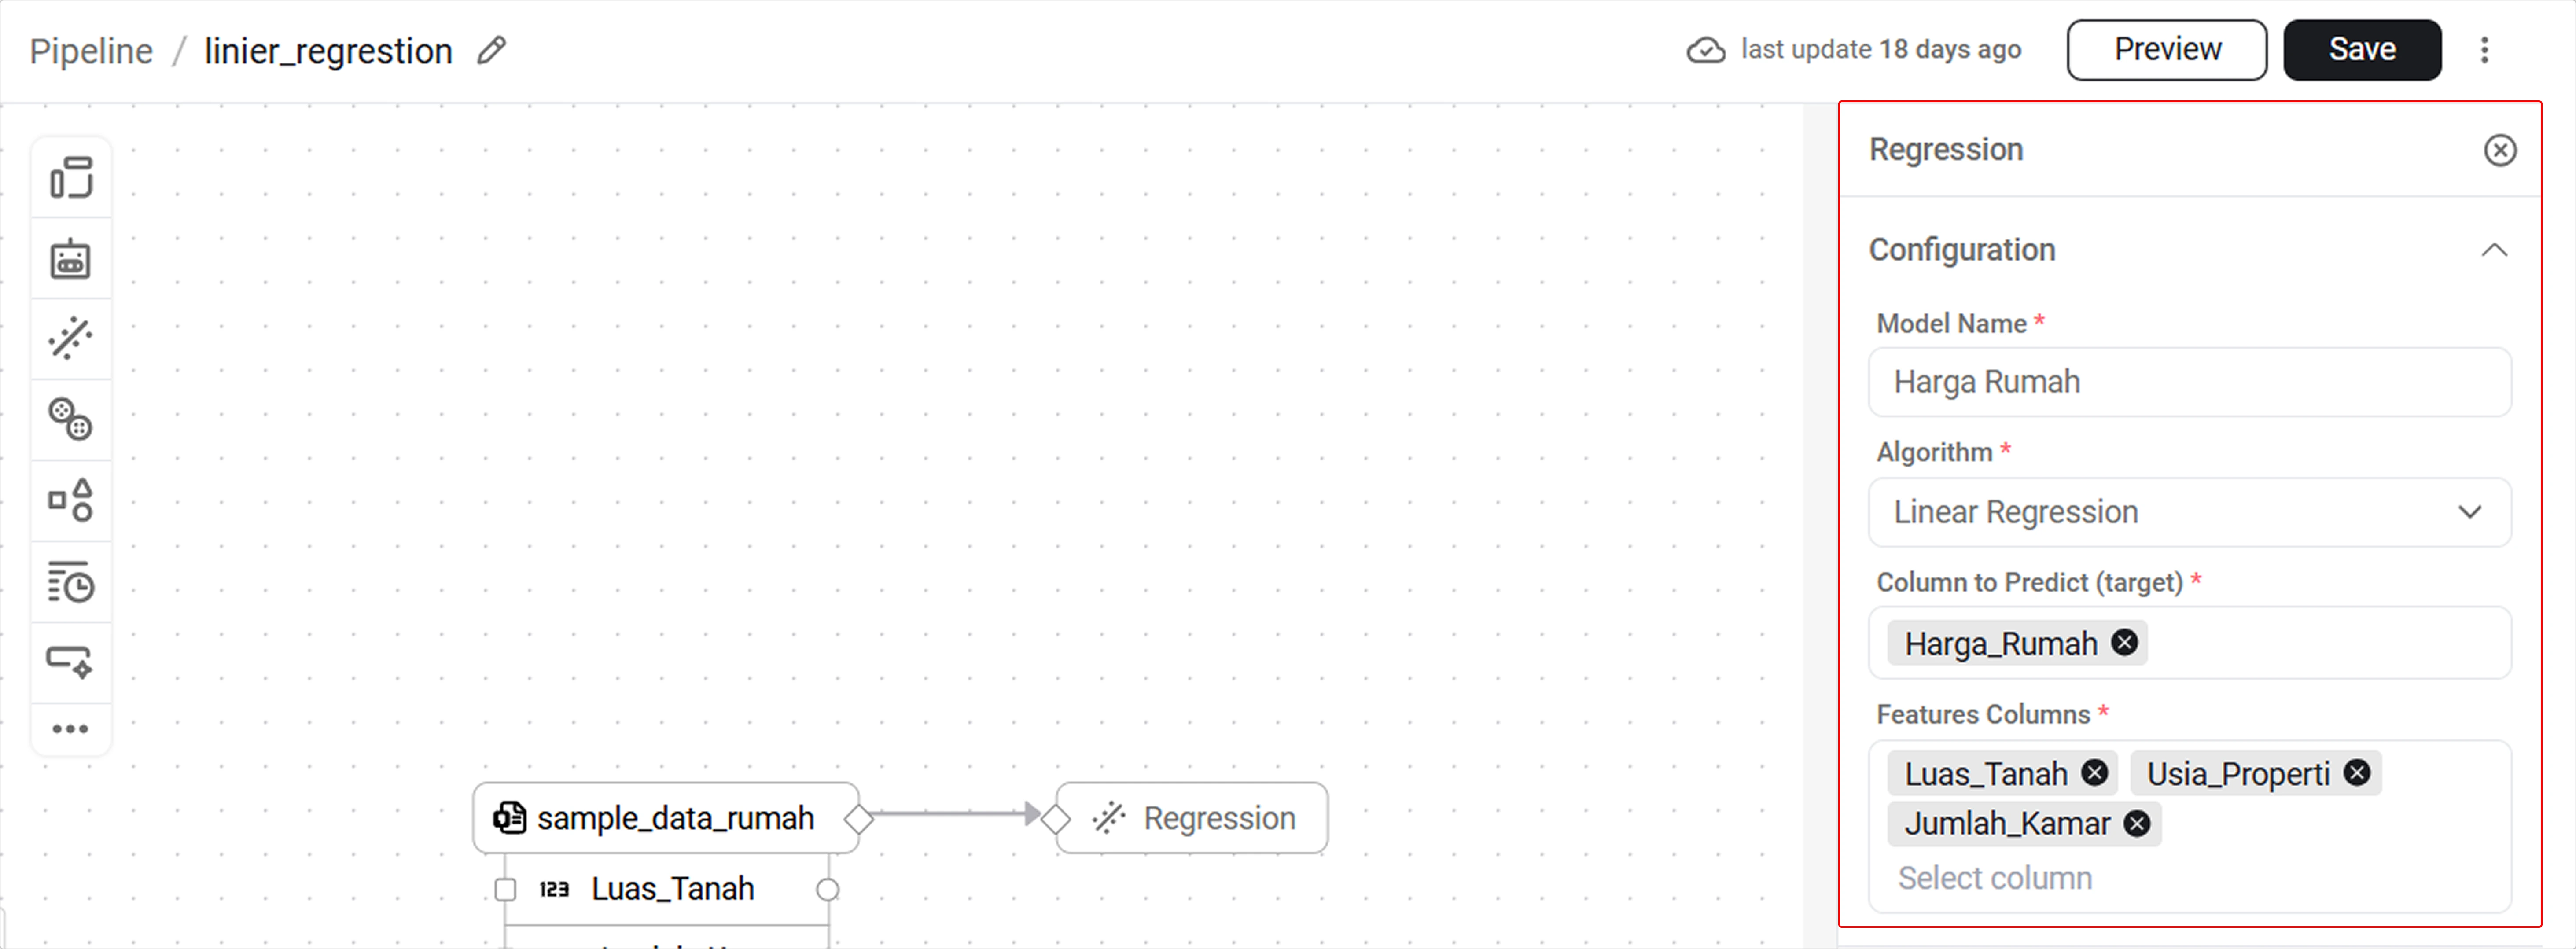 Pipeline / linier_regrestion
last update 18 days ago
Preview
Save
Regression
Configuration
Model Name *
Harga Rumah
Algorithm *
Linear Regression
Column to Predict (target) *
Harga_Rumah
Features Columns *
Luas_Tanah Usia_Properti
Jumlah_Kamar
Select column
sample_data_rumah
Regression
123 Luas_Tanah